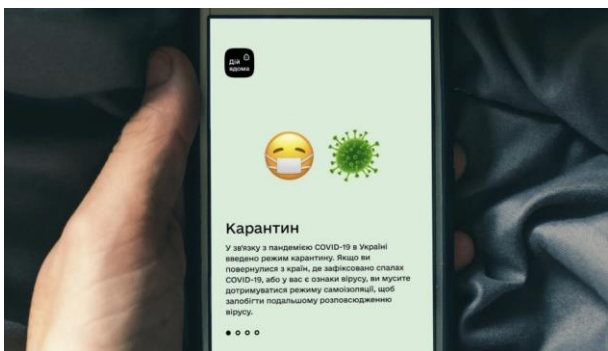 Дія
вдома
Карантин
У зв'язку з пандемією COVID-19 в Україні
введено режим карантину. Якщо ви
повернулися з країн, де зафіксовано спалах
COVID-19, або у вас є ознаки вірусу, ви мусите
дотримуватися режиму самоізоляції, щоб
запобігти подальшому розповсюдженню
вірусу.